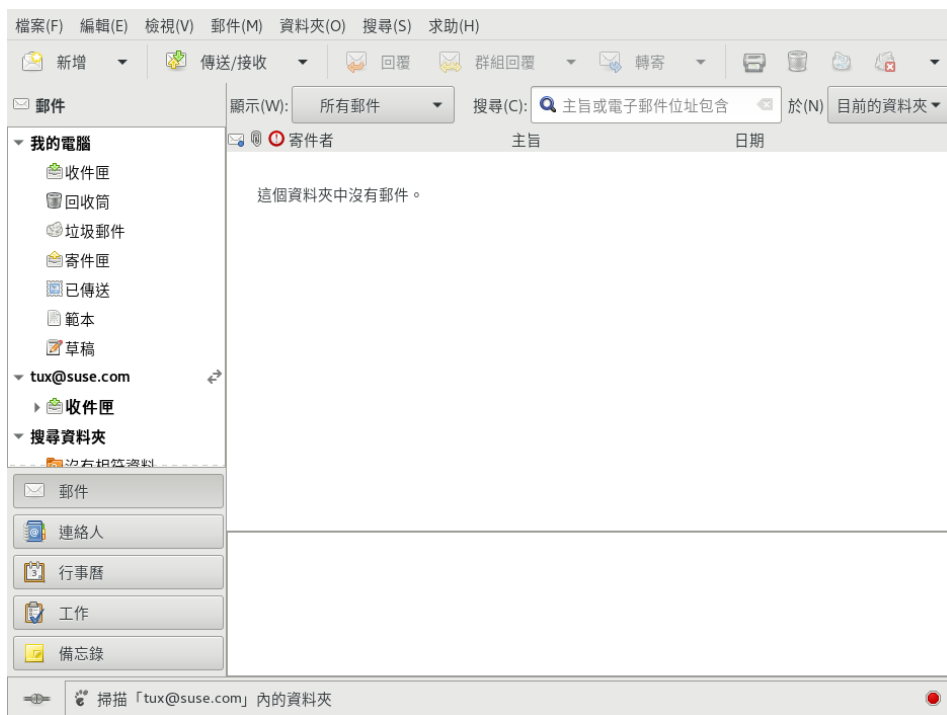 檔案(F) 編輯(E) 檢視(V) 郵件(M) 資料夾(O) 搜尋(S) 求助(H)
新增 傳送/接收 回覆 群組回覆 轉寄
郵件 顯示(W): 所有郵件 搜尋(C): 主旨或電子郵件位址包含 於(N) 目前的資料夾
寄件者 主旨 日期
這個資料夾中沒有郵件。
我的電腦
收件匣
回收筒
垃圾郵件
寄件匣
已傳送
範本
草稿
tux@suse.com
收件匣
搜尋資料夾
沒有相符資料
郵件
連絡人
行事曆
工作
備忘錄
掃描「tux@suse.com」內的資料夾